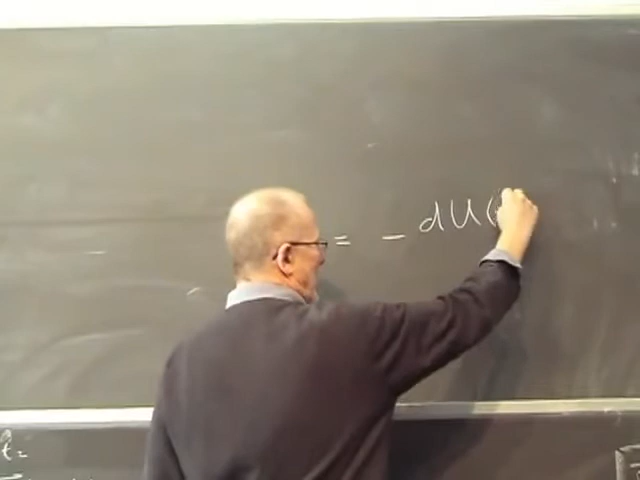 = - dU(
t=